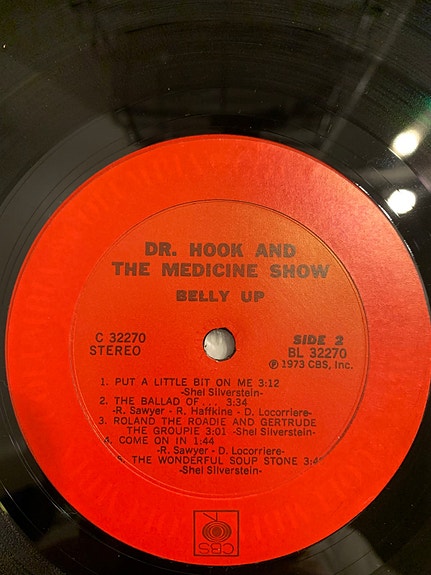 DR. HOOK AND
THE MEDICINE SHOW
BELLY UP
C 32270
STEREO
SIDE 2
BL 32270
℗ 1973 CBS, Inc.
1. PUT A LITTLE BIT ON ME 3:12
-Shel Silverstein-
2. THE BALLAD OF . . . 3:34
-R. Sawyer - R. Haffkine - D. Locorriere-
3. ROLAND THE ROADIE AND GERTRUDE
THE GROUPIE 3:01 -Shel Silverstein-
4. COME ON IN 1:44
-R. Sawyer - D. Locorriere-
5. THE WONDERFUL SOUP STONE
-Shel Silverstein-
CBS